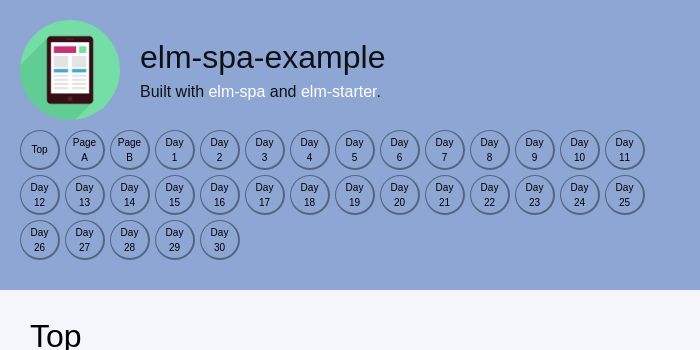 elm-spa-example
Built with elm-spa and elm-starter.
Top
Page A
Page B
Day 1
Day 2
Day 3
Day 4
Day 5
Day 6
Day 7
Day 8
Day 9
Day 10
Day 11
Day 12
Day 13
Day 14
Day 15
Day 16
Day 17
Day 18
Day 19
Day 20
Day 21
Day 22
Day 23
Day 24
Day 25
Day 26
Day 27
Day 28
Day 29
Day 30
Top